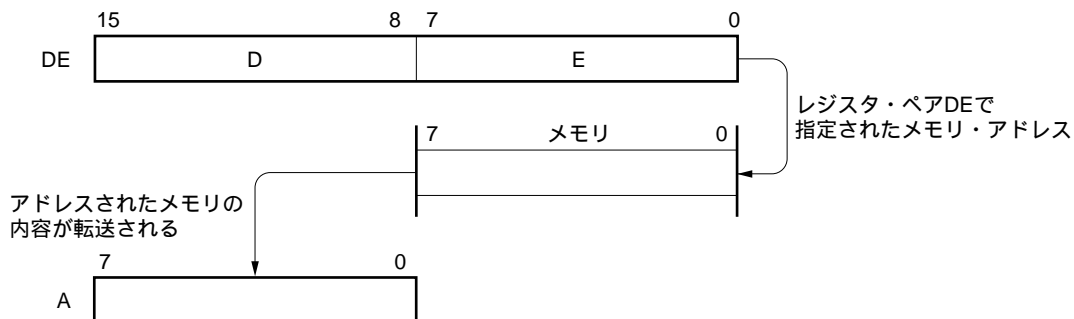 15 8 7 0
DE D E
レジスタ・ペアDEで
指定されたメモリ・アドレス
7 メモリ 0
アドレスされたメモリの
内容が転送される
7 0
A